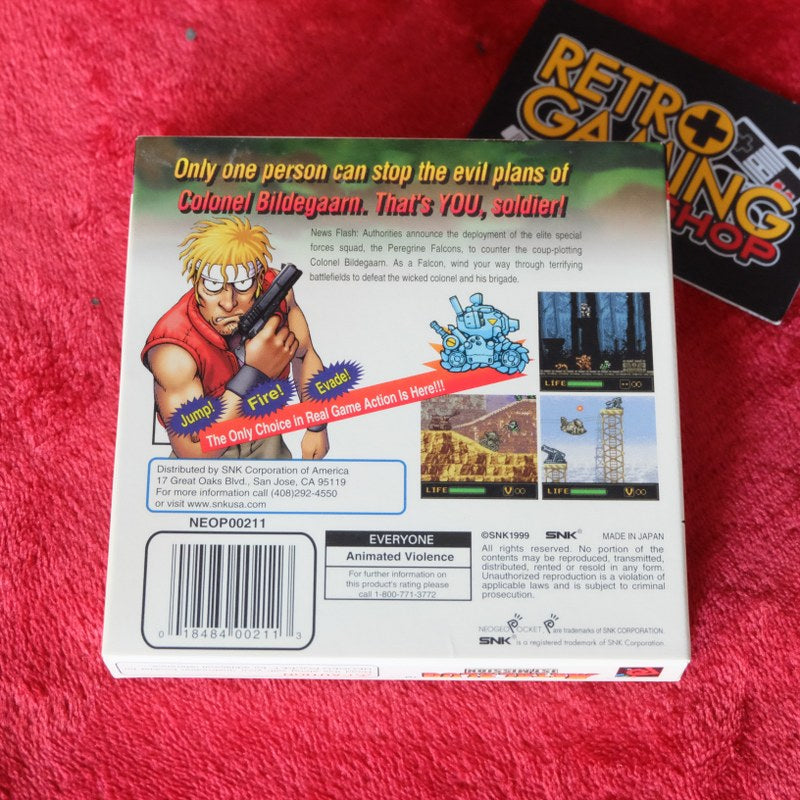 RETRO
GAMING
SHOP
Only one person can stop the evil plans of
Colonel Bildegaarn. That's YOU, soldier!
News Flash: Authorities announce the deployment of the elite special
forces squad, the Peregrine Falcons, to counter the coup-plotting
Colonel Bildegaarn. As a Falcon, wind your way through terrifying
battlefields to defeat the wicked colonel and his brigade.
Jump!
Fire!
Evade!
The Only Choice in Real Game Action Is Here!!!
LIFE
LIFE
LIFE
Distributed by SNK Corporation of America
17 Great Oaks Blvd., San Jose, CA 95119
For more information call (408)292-4550
or visit www.snkusa.com
NEOP00211
0 18484 00211 3
EVERYONE
Animated Violence
For further information on
this product's rating please
call 1-800-771-3772
©SNK1999 SNK® MADE IN JAPAN
All rights reserved. No portion of the
contents may be reproduced, transmitted,
distributed, rented or resold in any form.
Unauthorized reproduction is a violation of
applicable laws and is subject to criminal
prosecution.
NEOGEO POCKET, P are trademarks of SNK CORPORATION.
SNK® is a registered trademark of SNK Corporation.